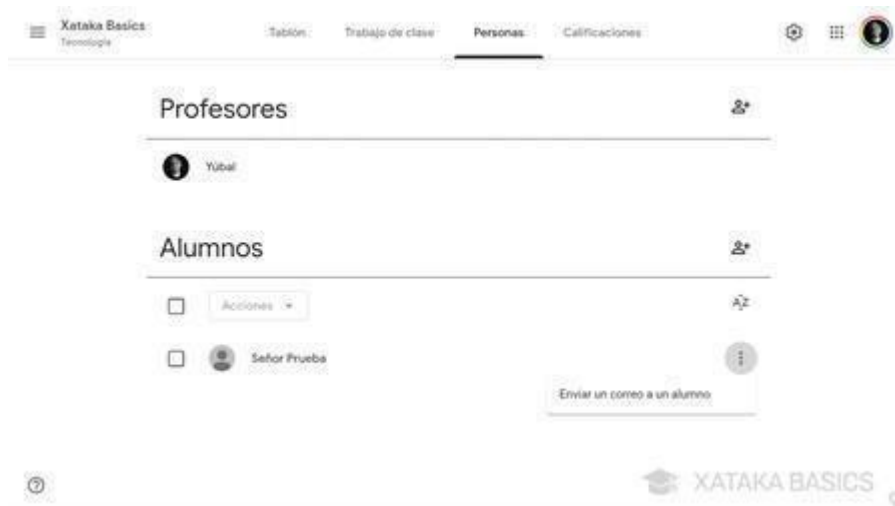 Xataka Basics
Tecnología
Tablón
Trabajo de clase
Personas
Calificaciones
Profesores
Yúbal
Alumnos
Acciones
AZ
Señor Prueba
Enviar un correo a un alumno
XATAKA BASICS